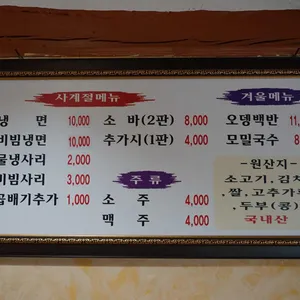 사계절메뉴
냉 면 10,000
비빔냉면 10,000
물냉사리 2,000
비빔사리 3,000
곱배기추가 1,000
소 바(2판) 8,000
추가시(1판) 4,000
주 류
소 주 4,000
맥 주 4,000
겨울메뉴
오뎅백반
모밀국수
-원산지-
소고기,김치
쌀,고추가
두부(콩)
국내산